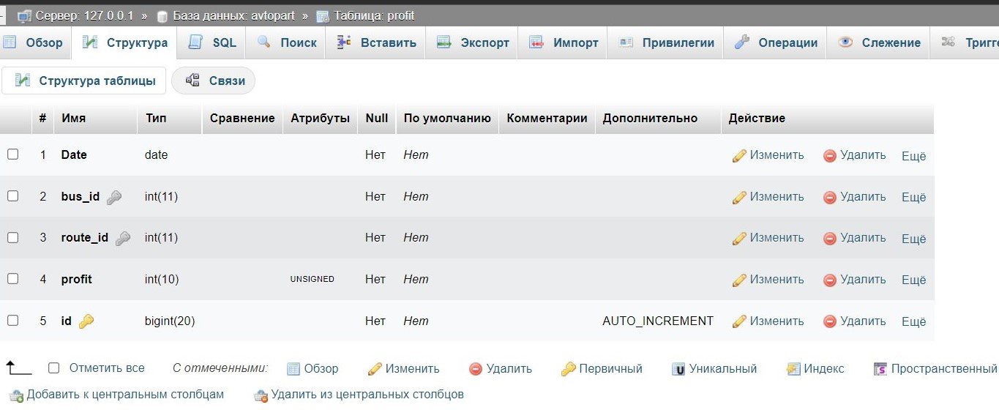 Сервер: 127.0.0.1 » База данных: avtopart » Таблица: profit
Обзор Структура SQL Поиск Вставить Экспорт Импорт Привилегии Операции Слежение Тригге
Структура таблицы Связи
# Имя Тип Сравнение Атрибуты Null По умолчанию Комментарии Дополнительно Действие
1 Date date Нет Нет Изменить Удалить Ещё
2 bus_id int(11) Нет Нет Изменить Удалить Ещё
3 route_id int(11) Нет Нет Изменить Удалить Ещё
4 profit int(10) UNSIGNED Нет Нет Изменить Удалить Ещё
5 id bigint(20) Нет Нет AUTO_INCREMENT Изменить Удалить Ещё
Отметить все С отмеченными: Обзор Изменить Удалить Первичный Уникальный Индекс Пространственный
Добавить к центральным столбцам Удалить из центральных столбцов